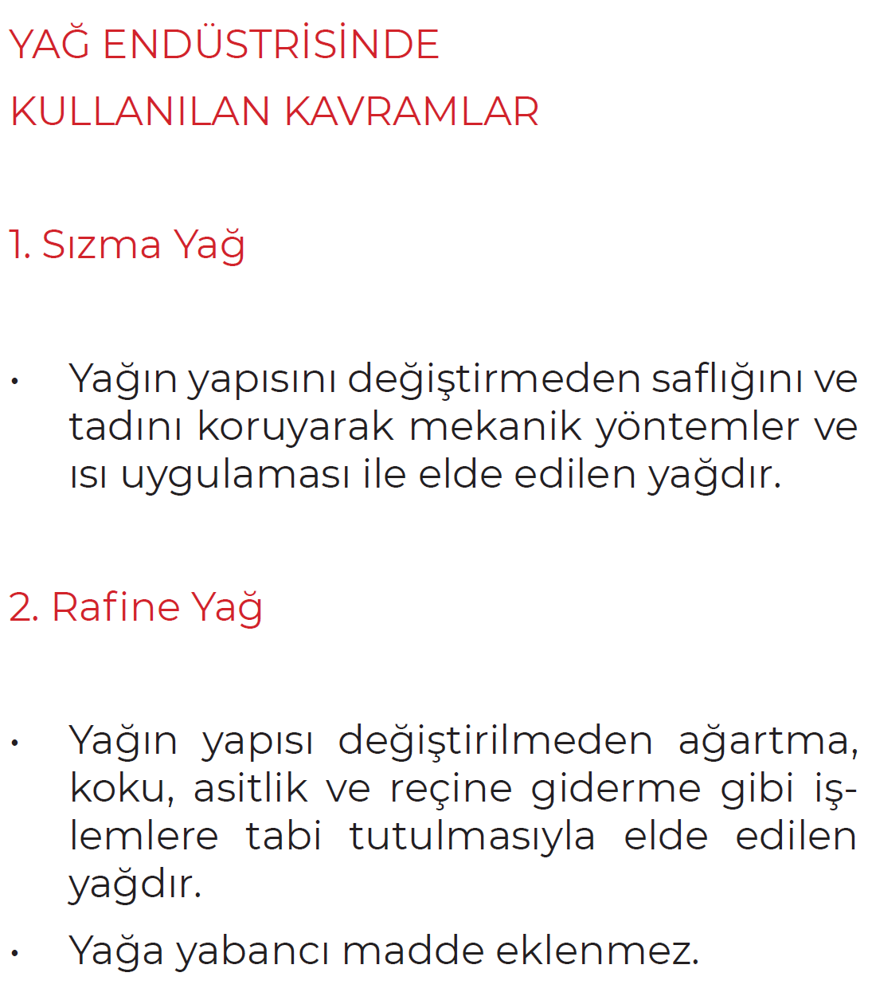 YAĞ ENDÜSTRİSİNDE
KULLANILAN KAVRAMLAR
1. Sızma Yağ
• Yağın yapısını değiştirmeden saflığını ve
tadını koruyarak mekanik yöntemler ve
ısı uygulaması ile elde edilen yağdır.
2. Rafine Yağ
• Yağın yapısı değiştirilmeden ağartma,
koku, asitlik ve reçine giderme gibi iş-
lemlere tabi tutulmasıyla elde edilen
yağdır.
• Yağa yabancı madde eklenmez.